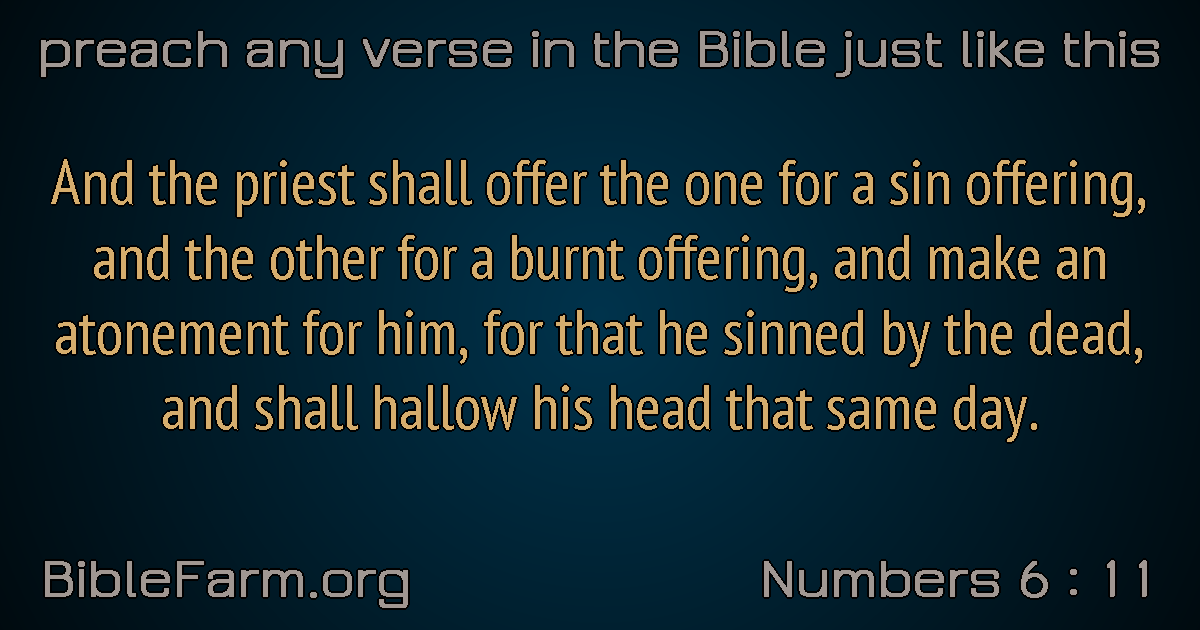 preach any verse in the Bible just like this
And the priest shall offer the one for a sin offering,
and the other for a burnt offering, and make an
atonement for him, for that he sinned by the dead,
and shall hallow his head that same day.
BibleFarm.org
Numbers 6 : 11